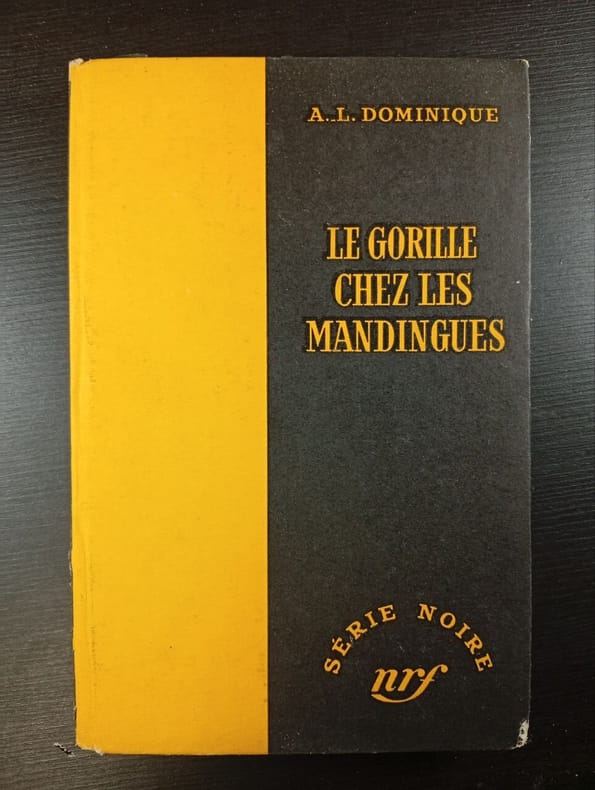 A.-L. DOMINIQUE
LE GORILLE
CHEZ LES
MANDINGUES
SÉRIE NOIRE
nrf